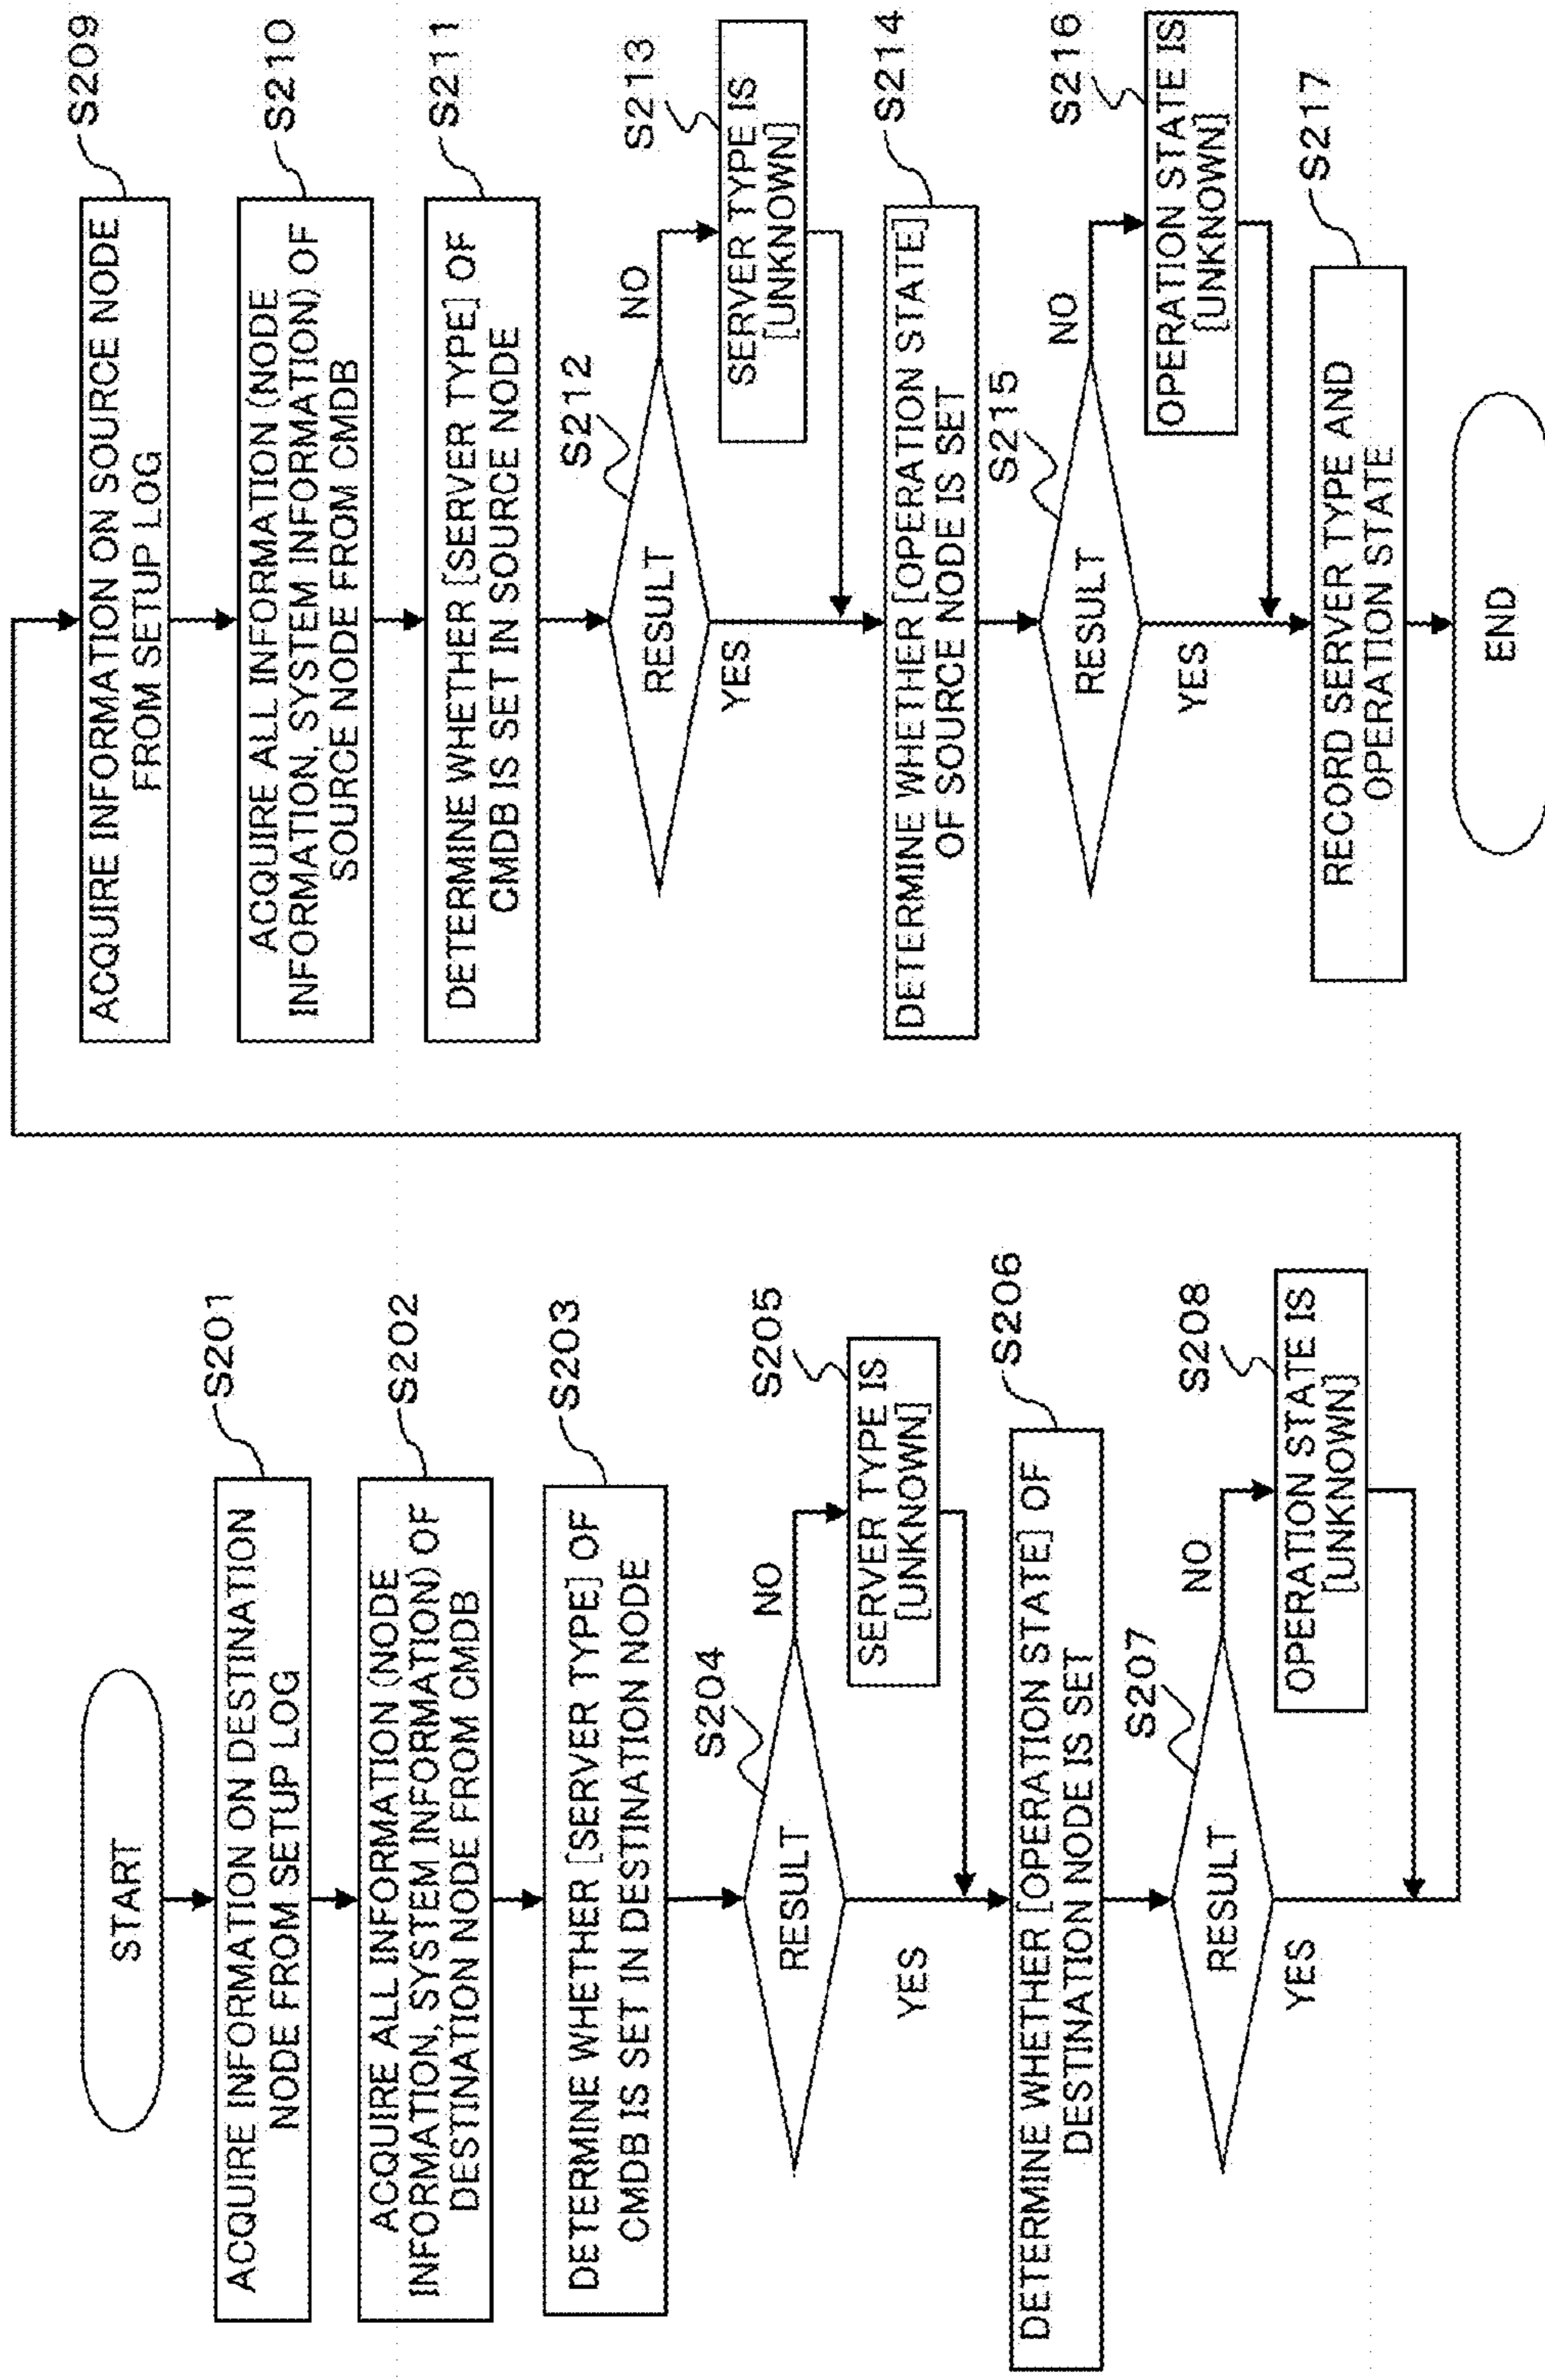 START
ACQUIRE INFORMATION ON DESTINATION
NODE FROM SETUP LOG
S201
ACQUIRE ALL INFORMATION (NODE
INFORMATION, SYSTEM INFORMATION) OF
DESTINATION NODE FROM CMDB
S202
DETERMINE WHETHER [SERVER TYPE] OF
CMDB IS SET IN DESTINATION NODE
S203
RESULT
S204
NO
YES
SERVER TYPE IS
[UNKNOWN]
S205
DETERMINE WHETHER [OPERATION STATE] OF
DESTINATION NODE IS SET
S206
RESULT
S207
NO
YES
OPERATION STATE IS
[UNKNOWN]
S208
ACQUIRE INFORMATION ON SOURCE NODE
FROM SETUP LOG
S209
ACQUIRE ALL INFORMATION (NODE
INFORMATION, SYSTEM INFORMATION) OF
SOURCE NODE FROM CMDB
S210
DETERMINE WHETHER [SERVER TYPE] OF
CMDB IS SET IN SOURCE NODE
S211
RESULT
S212
NO
YES
SERVER TYPE IS
[UNKNOWN]
S213
DETERMINE WHETHER [OPERATION STATE]
OF SOURCE NODE IS SET
S214
RESULT
S215
NO
YES
OPERATION STATE IS
[UNKNOWN]
S216
RECORD SERVER TYPE AND
OPERATION STATE
S217
END